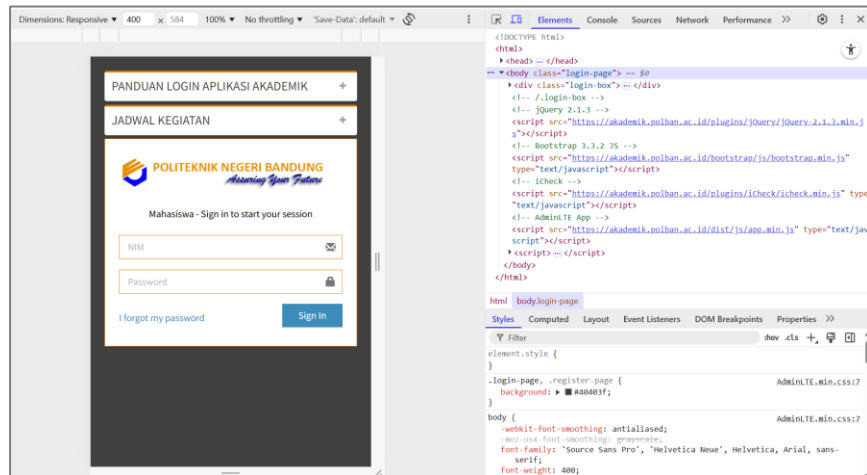 Dimensions: Responsive ▼ 400 x 584 100% ▼ No throttling ▼ 'Save-Data': default ▼
PANDUAN LOGIN APLIKASI AKADEMIK +
JADWAL KEGIATAN +
POLITEKNIK NEGERI BANDUNG
Assuring Your Future
Mahasiswa - Sign in to start your session
NIM
Password
I forgot my password
Sign In
Elements Console Sources Network Performance >>
<!DOCTYPE html>
<html>
▶<head> … </head>
… ▼<body class="login-page"> == $0
▶<div class="login-box"> … </div>
<!-- /.login-box -->
<!-- jQuery 2.1.3 -->
<script src="https://akademik.polban.ac.id/plugins/jQuery/jQuery-2.1.3.min.j
s"></script>
<!-- Bootstrap 3.3.2 JS -->
<script src="https://akademik.polban.ac.id/bootstrap/js/bootstrap.min.js"
type="text/javascript"></script>
<!-- iCheck -->
<script src="https://akademik.polban.ac.id/plugins/iCheck/icheck.min.js" type=
"text/javascript"></script>
<!-- AdminLTE App -->
<script src="https://akademik.polban.ac.id/dist/js/app.min.js" type="text/jav
script"></script>
▶<script> … </script>
</body>
</html>
html body.login-page
Styles Computed Layout Event Listeners DOM Breakpoints Properties >>
Filter :hov .cls +
element.style {
}
.login-page, .register-page { AdminLTE.min.css:7
background: ▶ #40403f;
}
body { AdminLTE.min.css:7
-webkit-font-smoothing: antialiased;
-moz-osx-font-smoothing: grayscale;
font-family: 'Source Sans Pro', 'Helvetica Neue', Helvetica, Arial, sans-
serif;
font-weight: 400;